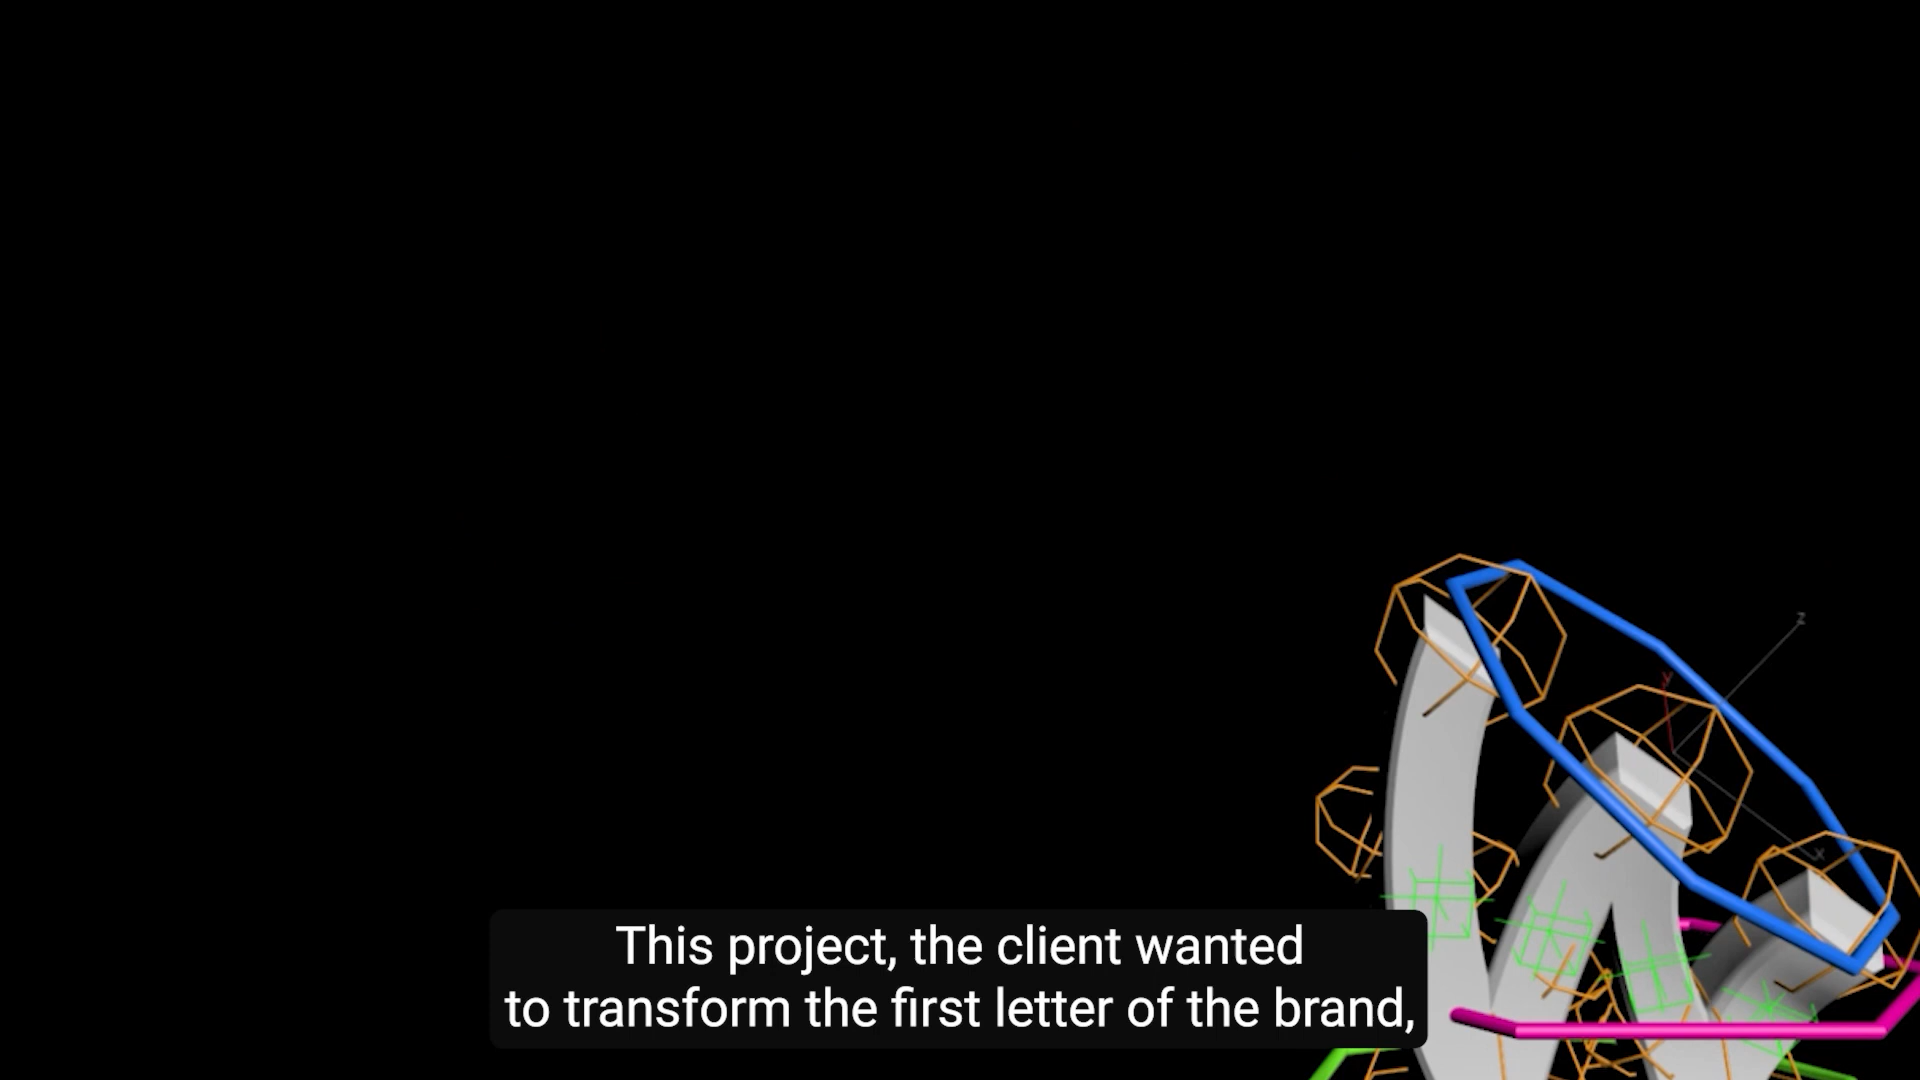 z
y
x
This project, the client wanted
to transform the first letter of the brand,